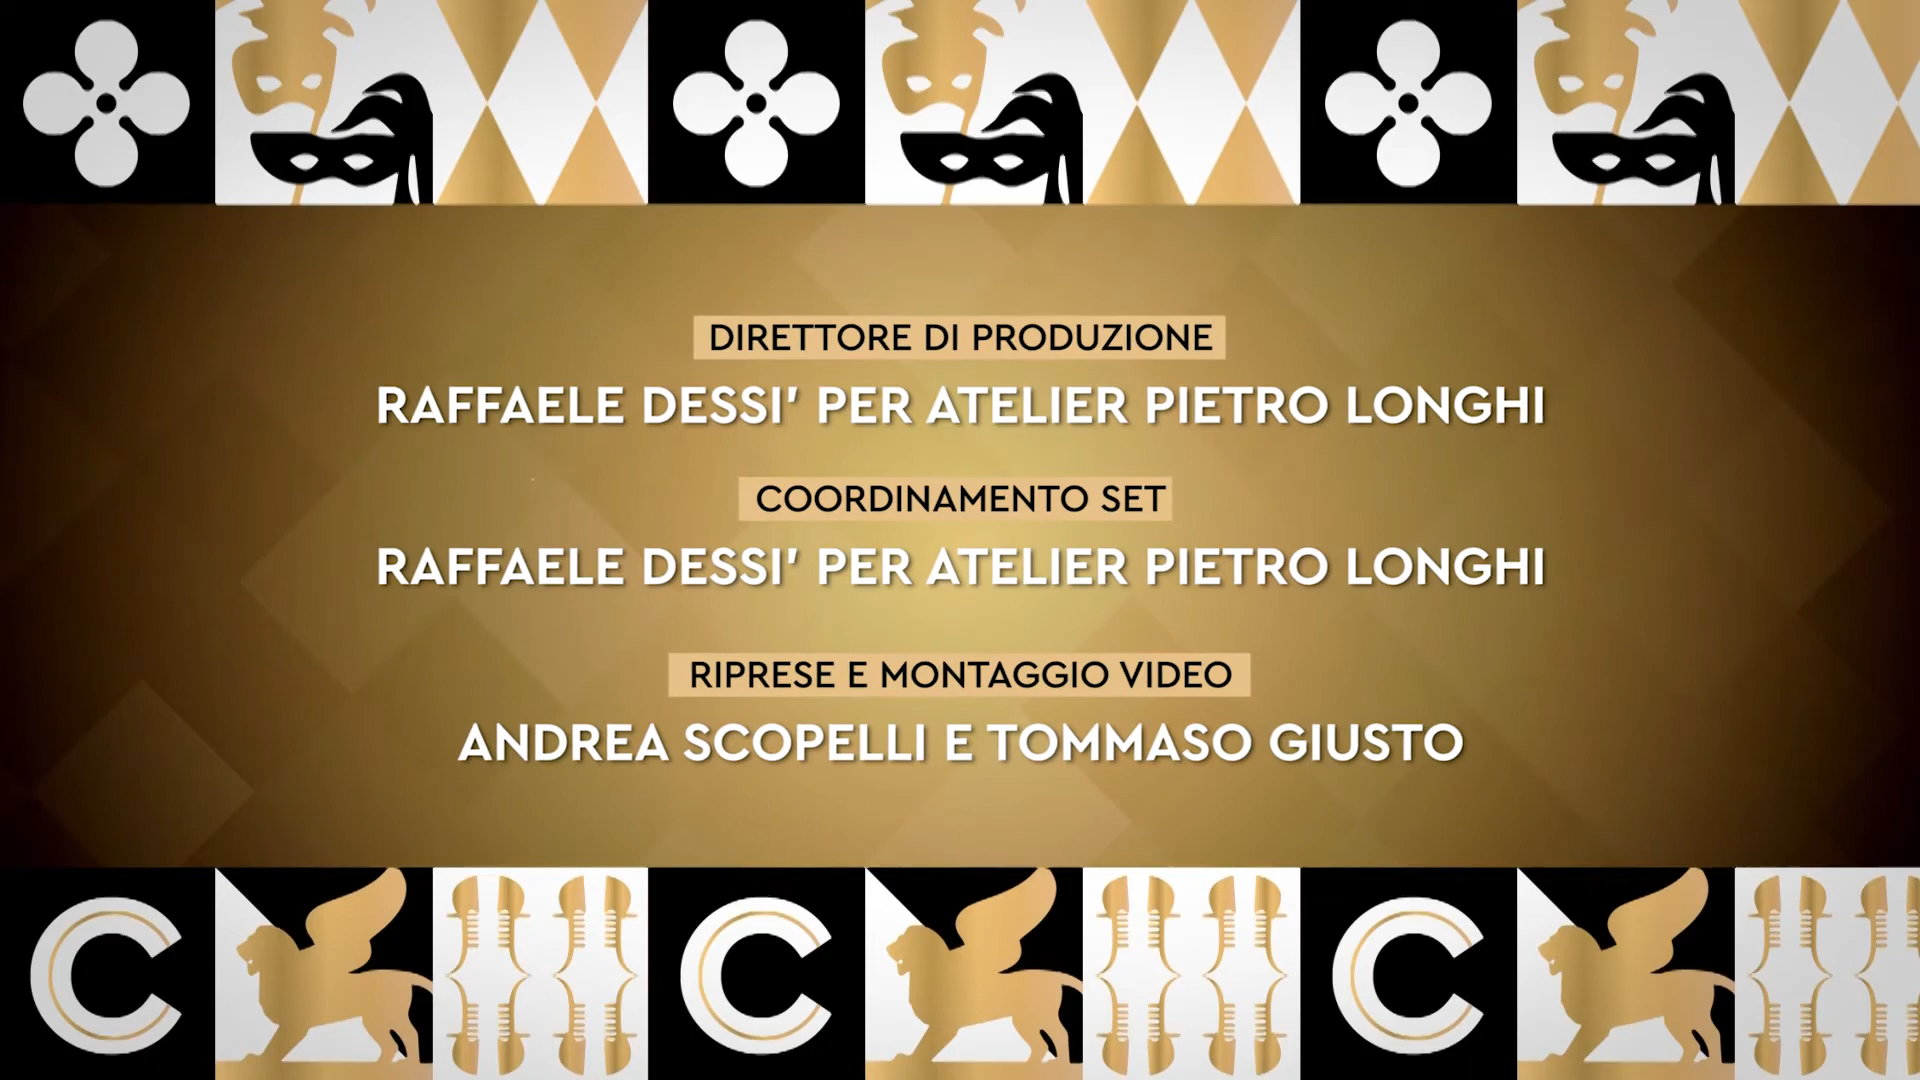 DIRETTORE DI PRODUZIONE
RAFFAELE DESSI’ PER ATELIER PIETRO LONGHI
COORDINAMENTO SET
RAFFAELE DESSI’ PER ATELIER PIETRO LONGHI
RIPRESE E MONTAGGIO VIDEO
ANDREA SCOPELLI E TOMMASO GIUSTO